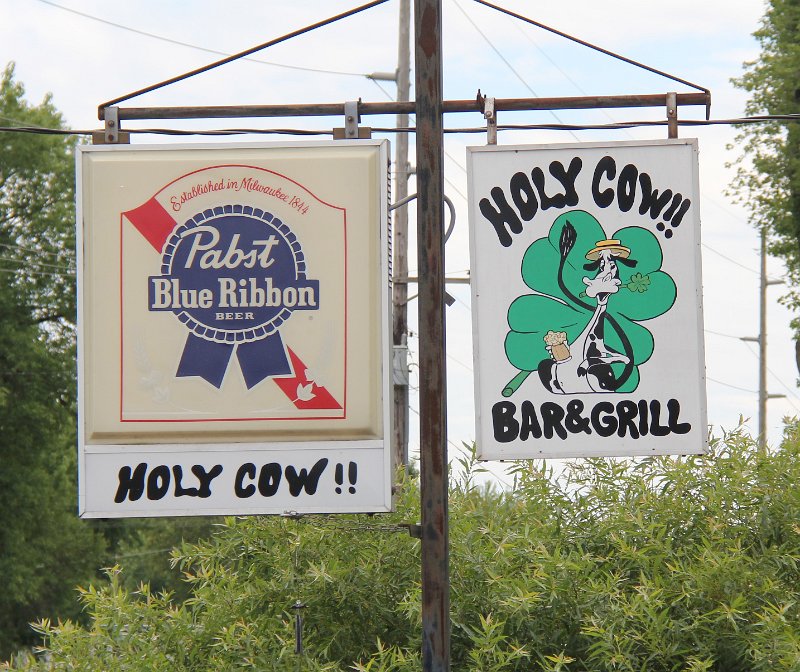 Established in Milwaukee 1844
Pabst
Blue Ribbon
BEER
HOLY COW!!
HOLY COW!!
BAR&GRILL